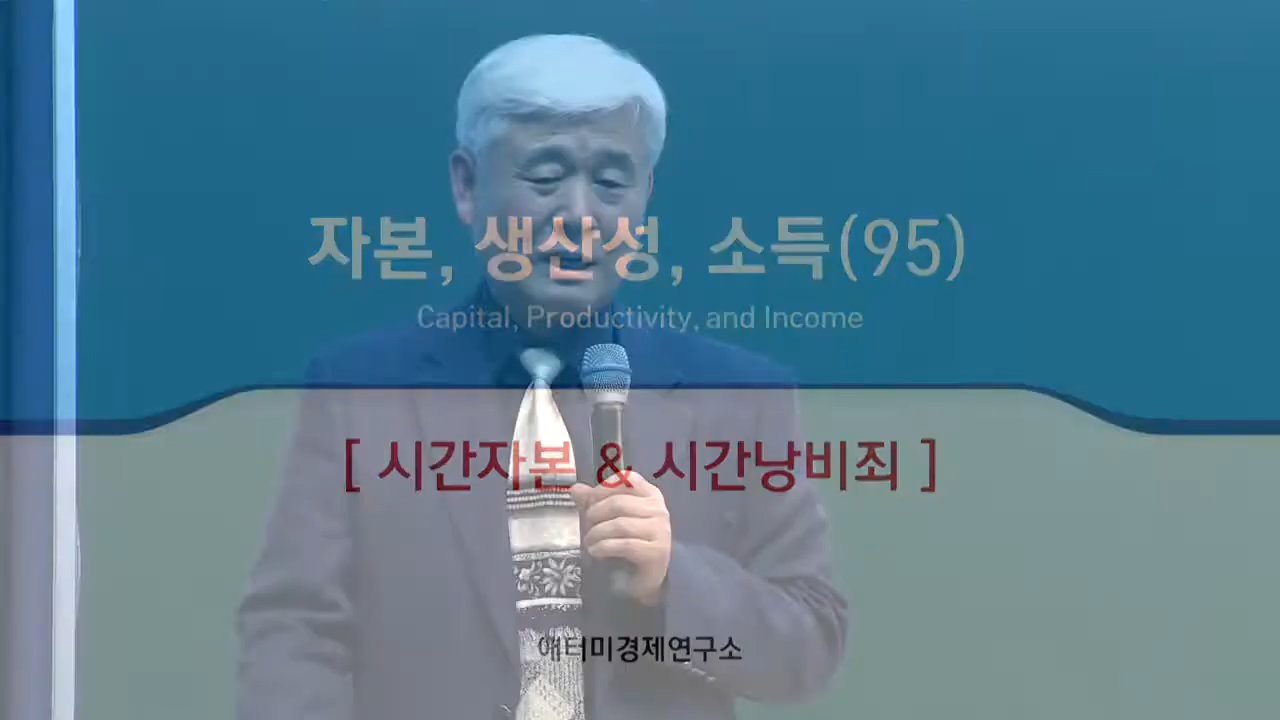 자본, 생산성, 소득(95)
Capital, Productivity, and Income
[ 시간자본 & 시간낭비죄 ]
애터미경제연구소